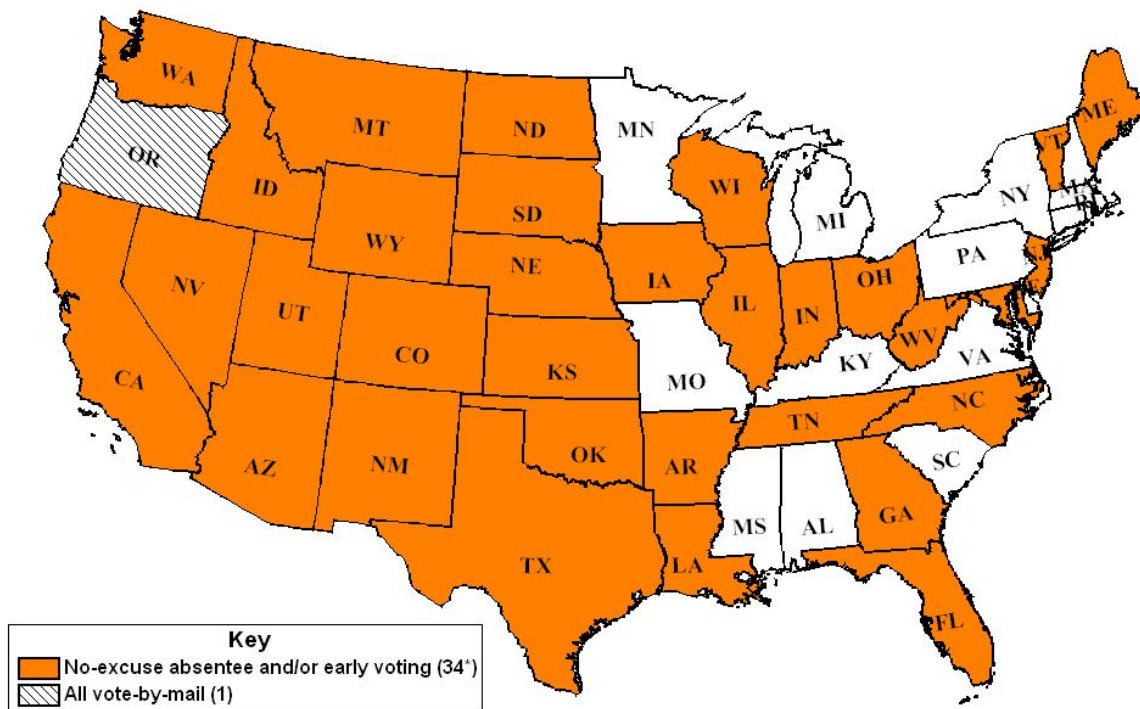 WA
MT
ND
MN
ME
VT
OR
ID
WI
MI
NY
MA
SD
WY
PA
NJ
NE
IA
OH
NV
UT
IL
IN
CO
WV
VA
KS
MO
KY
CA
NC
TN
OK
AZ
NM
AR
SC
MS
AL
GA
TX
LA
FL
Key
No-excuse absentee and/or early voting (34*)
All vote-by-mail (1)